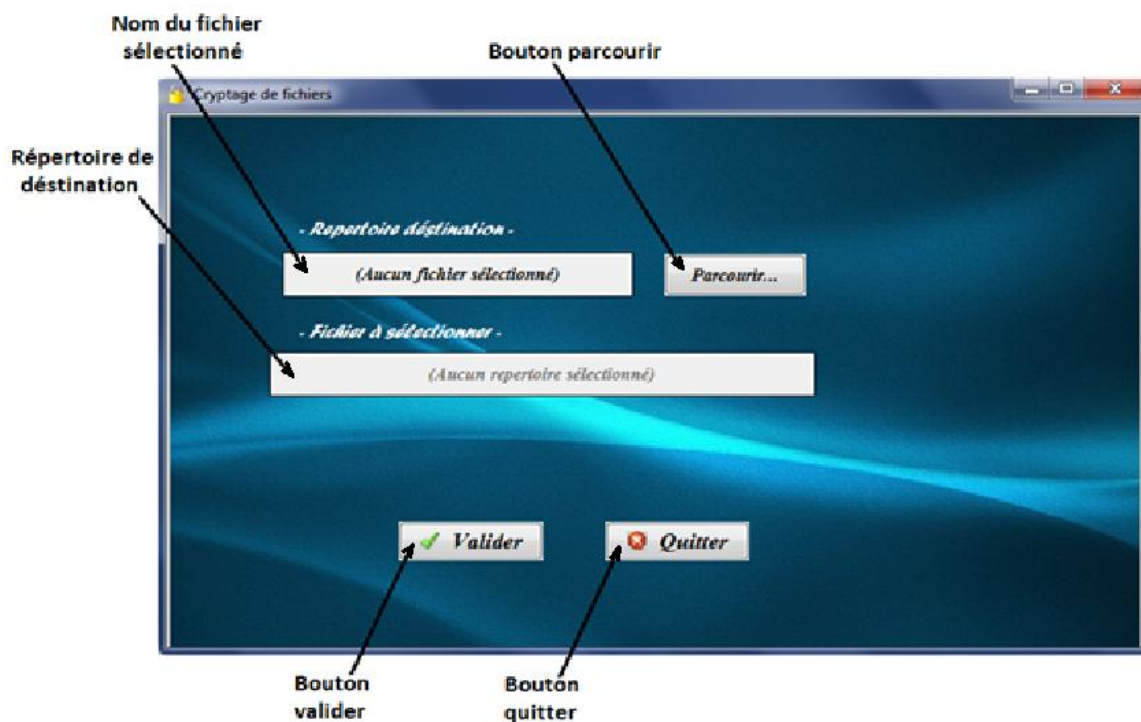 Nom du fichier
sélectionné
Bouton parcourir
Cryptage de fichiers
Répertoire de
déstination
- Repertoire déstination -
(Aucun fichier sélectionné)
Parcourir...
- Fichier à sélectionner -
(Aucun repertoire sélectionné)
Valider
Quitter
Bouton
valider
Bouton
quitter